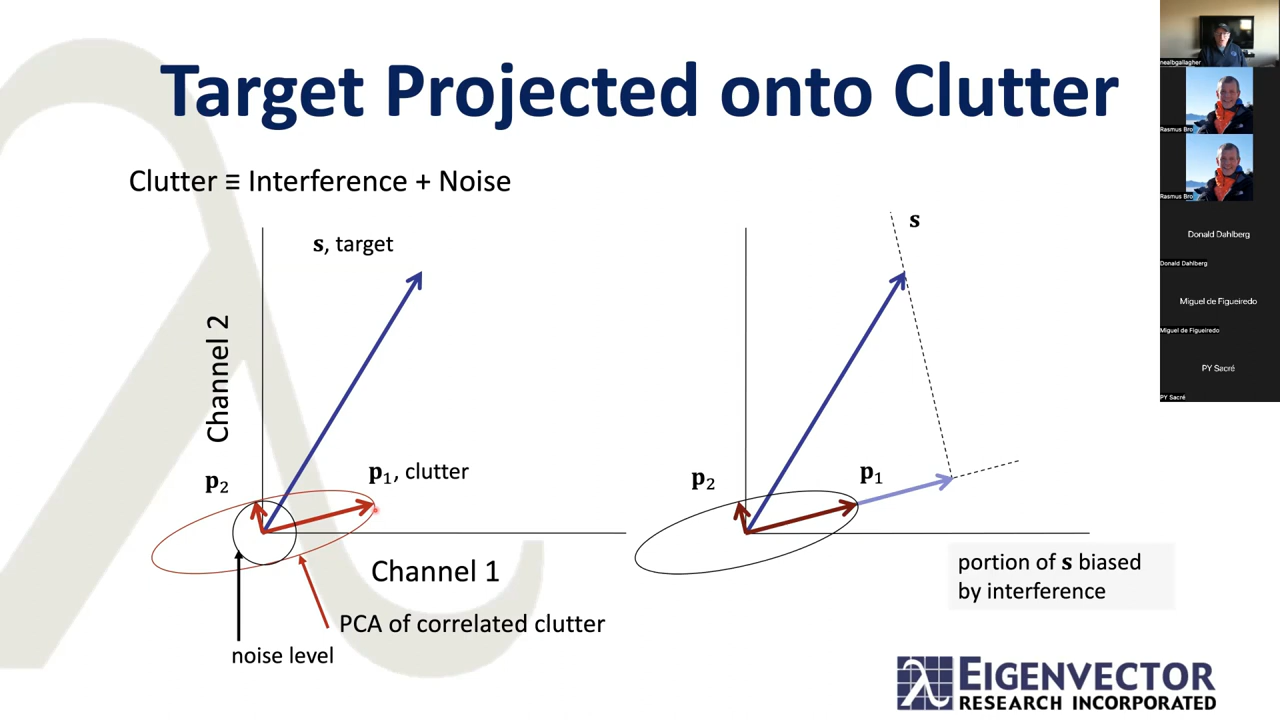 Target Projected onto Clutter
Clutter ≡ Interference + Noise
s, target
Channel 2
p₂
p₁, clutter
Channel 1
PCA of correlated clutter
noise level
s
p₂
p₁
portion of s biased
by interference
EIGENVECTOR
RESEARCH INCORPORATED
nealbgallagher
Rasmus Bro
Rasmus Bro
Donald Dahlberg
Donald Dahlberg
Miguel de Figueiredo
Miguel de Figueiredo
PY Sacré
PY Sacré